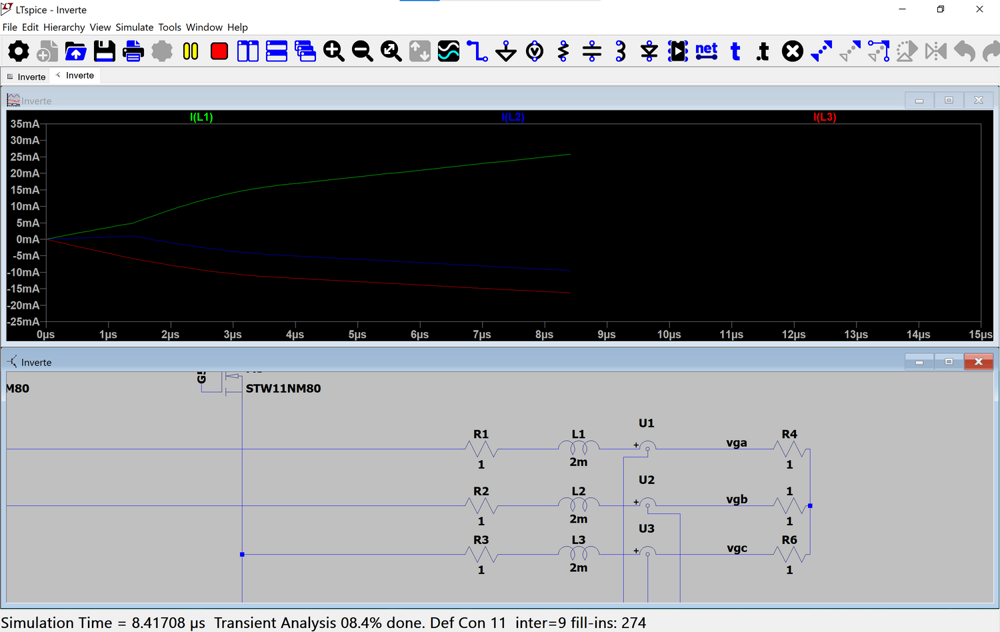 LTspice - Inverte
File Edit Hierarchy View Simulate Tools Window Help
net t .t
Inverte Inverte
Inverte
I(L1) I(L2) I(L3)
35mA
30mA
25mA
20mA
15mA
10mA
5mA
0mA
-5mA
-10mA
-15mA
-20mA
-25mA
0µs 1µs 2µs 3µs 4µs 5µs 6µs 7µs 8µs 9µs 10µs 11µs 12µs 13µs 14µs 15µs
Inverte
M80 STW11NM80
U1
R1 L1 + vga R4
1 2m 1
U2
R2 L2 + vgb 1
1 2m 1
U3
R3 L3 + vgc R6
1 2m 1
Simulation Time = 8.41708 µs Transient Analysis 08.4% done. Def Con 11 inter=9 fill-ins: 274